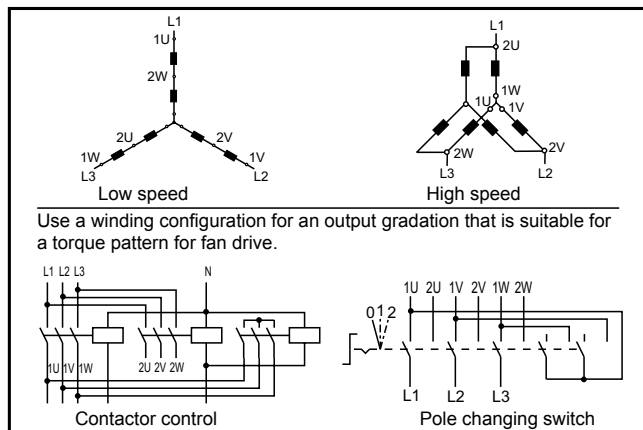 L1
1U
2W
2U
2V
1W
1V
L3
L2
Low speed
L1
2U
1W
1U
1V
2W
2V
L3
L2
High speed
Use a winding configuration for an output gradation that is suitable for
a torque pattern for fan drive.
L1 L2 L3 N
1U 1V 1W
2U 2V 2W
Contactor control
1U 2U 1V 2V 1W 2W
0 1 2
L1 L2 L3
Pole changing switch